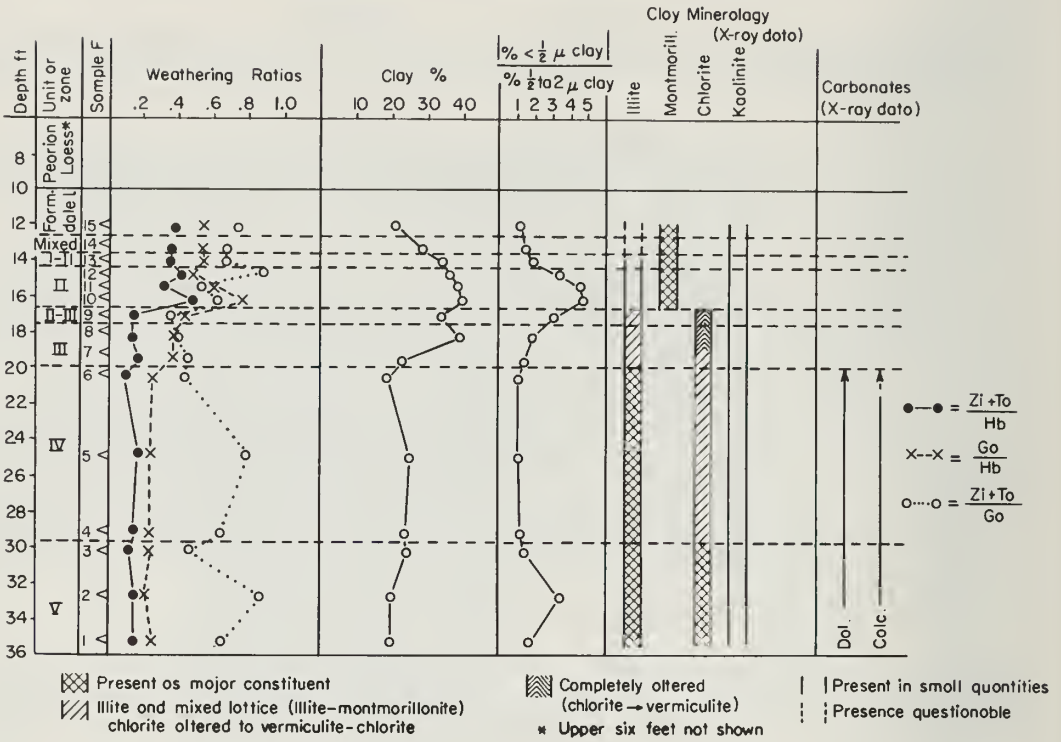 Cloy Minerology
(X-ray doto)
Depth ft
Unit or zone
Somple F
Weathering Ratias
.2 .4 .6 .8 1.0
Clay %
10 20 30 40
% < 1/2 μ clay
% 1/2 ta 2 μ clay
1 2 3 4 5
Illite
Montmorill.
Chlorite
Kaolinite
Carbonates
(X-ray doto)
Peorion Loess*
Form-
dale l
Mixed
I-II
II
II-III
III
IV
V
8
10
12
14
16
18
20
22
24
26
28
30
32
34
36
15
14
13
12
11
10
9
8
7
6
5
4
3
2
1
Dol.
Colc.
= Zi+To
Hb
= Go
Hb
= Zi+To
Go
Present os major constituent
Illite ond mixed lottice (Illite-montmorillonite)
chlorite oltered to vermiculite-chlorite
Completely oltered
(chlorite → vermiculite)
* Upper six feet not shown
Present in smoll quontities
Presence questionoble